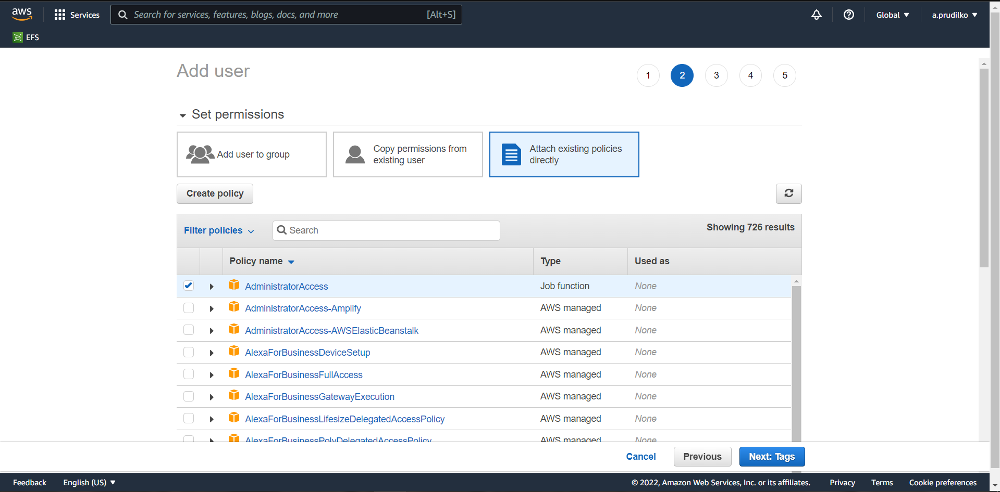 aws
Services
Search for services, features, blogs, docs, and more [Alt+S]
Global
a.prudilko
EFS
Add user
1 2 3 4 5
Set permissions
Add user to group
Copy permissions from
existing user
Attach existing policies
directly
Create policy
Filter policies
Search
Showing 726 results
Policy name Type Used as
AdministratorAccess Job function None
AdministratorAccess-Amplify AWS managed None
AdministratorAccess-AWSElasticBeanstalk AWS managed None
AlexaForBusinessDeviceSetup AWS managed None
AlexaForBusinessFullAccess AWS managed None
AlexaForBusinessGatewayExecution AWS managed None
AlexaForBusinessLifesizeDelegatedAccessPolicy AWS managed None
AlexaForBusinessPolyDelegatedAccessPolicy AWS managed None
Cancel Previous Next: Tags
Feedback English (US) © 2022, Amazon Web Services, Inc. or its affiliates. Privacy Terms Cookie preferences